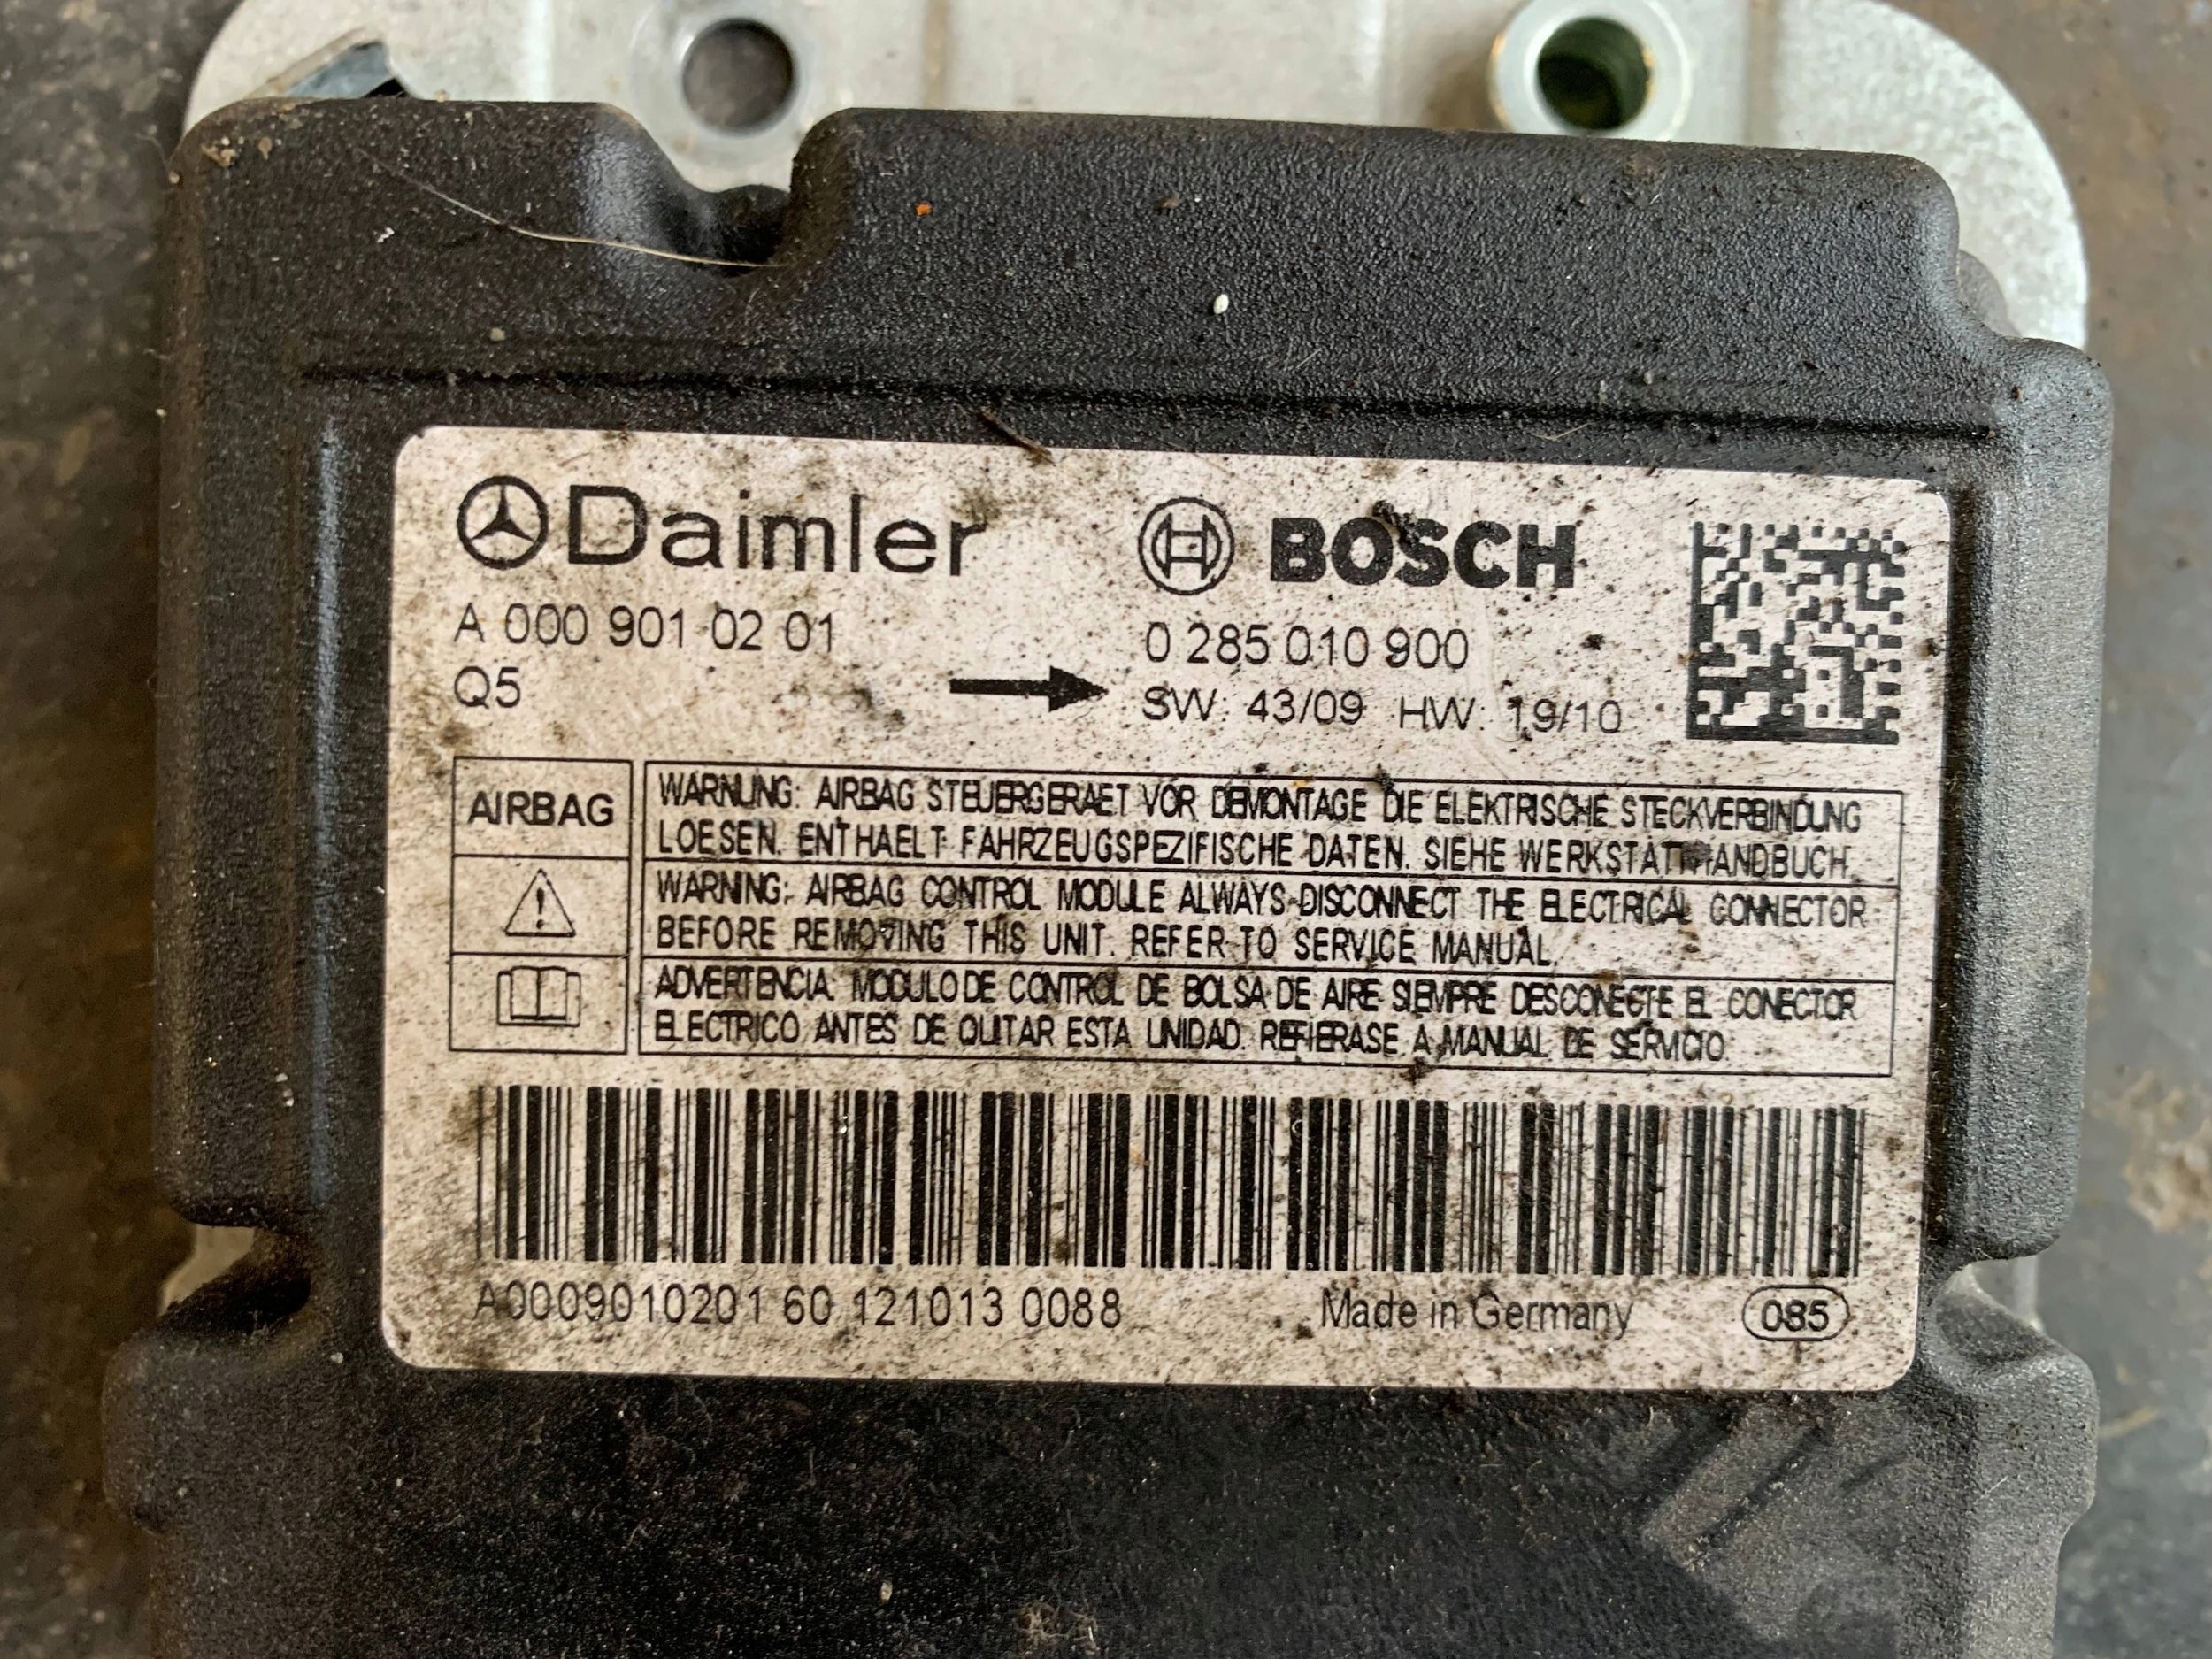 Daimler
BOSCH
A 000 901 02 01
0 285 010 900
Q5
SW: 43/09 HW: 19/10
AIRBAG
WARNUNG: AIRBAG STEUERGERAET VOR DEMONTAGE DIE ELEKTRISCHE STECKVERBINDUNG
LOESEN. ENTHAELT FAHRZEUGSPEZIFISCHE DATEN. SIEHE WERKSTATTHANDBUCH.
WARNING: AIRBAG CONTROL MODULE ALWAYS DISCONNECT THE ELECTRICAL CONNECTOR
BEFORE REMOVING THIS UNIT. REFER TO SERVICE MANUAL.
ADVERTENCIA: MODULO DE CONTROL DE BOLSA DE AIRE SIEMPRE DESCONECTE EL CONECTOR
ELECTRICO ANTES DE QUITAR ESTA UNIDAD. REFIERASE A MANUAL DE SERVICIO
A0009010201 60 121013 0088
Made in Germany
085